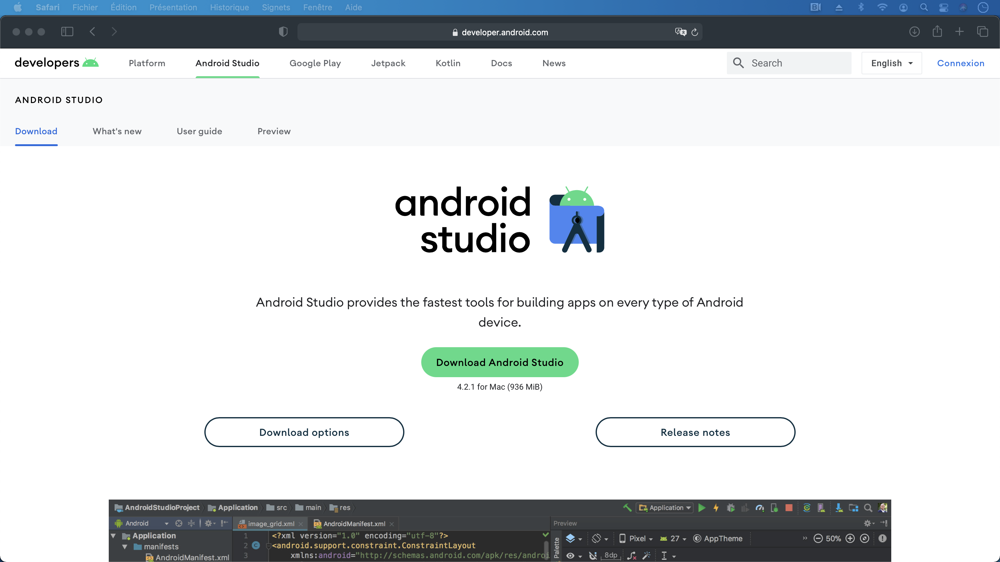 Safari Fichier Édition Présentation Historique Signets Fenêtre Aide
developer.android.com
developers Platform Android Studio Google Play Jetpack Kotlin Docs News Search English Connexion
ANDROID STUDIO
Download What's new User guide Preview
android
studio
Android Studio provides the fastest tools for building apps on every type of Android
device.
Download Android Studio
4.2.1 for Mac (936 MiB)
Download options Release notes
AndroidStudioProject Application src main res Application
Android image_grid.xml AndroidManifest.xml Preview
Application 1 <?xml version="1.0" encoding="utf-8"?> Pixel 27 AppTheme 50%
manifests 2 <android.support.constraint.ConstraintLayout Palette
AndroidManifest.xml 3 xmlns:android="http://schemas.android.com/apk/res/androi 8dp